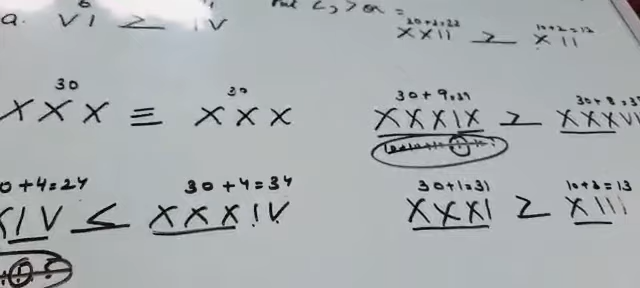 Put <, > or =
a. VI > IV
20+2=22 10+2=12
XXII > XII
30 30
XXX = XXX
30+9=39 30+8=3
XXXIX > XXXVI
0+4=24 30+4=34
XIV < XXXIV
30+1=31 10+3=13
XXXI > XIII